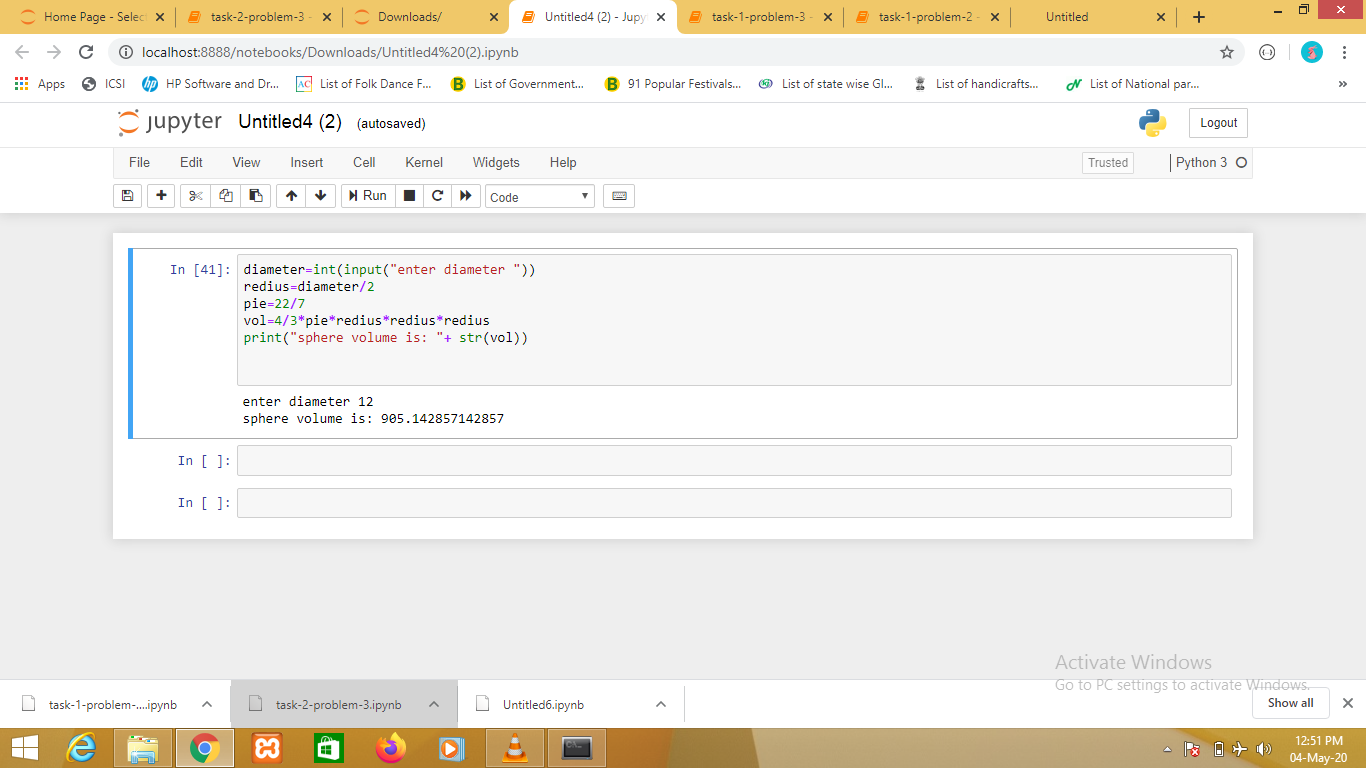 Home Page - Selec
task-2-problem-3 -
Downloads/
Untitled4 (2) - Jupy
task-1-problem-3 -
task-1-problem-2 -
Untitled
localhost:8888/notebooks/Downloads/Untitled4%20(2).ipynb
Apps
ICSI
HP Software and Dr...
List of Folk Dance F...
List of Government...
91 Popular Festivals...
List of state wise GI...
List of handicrafts...
List of National par...
»
jupyter Untitled4 (2) (autosaved)
Logout
File Edit View Insert Cell Kernel Widgets Help
Trusted
Python 3
Run
Code
In [41]:
diameter=int(input("enter diameter "))
redius=diameter/2
pie=22/7
vol=4/3*pie*redius*redius*redius
print("sphere volume is: "+ str(vol))
enter diameter 12
sphere volume is: 905.142857142857
In [ ]:
In [ ]:
Activate Windows
Go to PC settings to activate Windows.
task-1-problem-....ipynb
task-2-problem-3.ipynb
Untitled6.ipynb
Show all
12:51 PM
04-May-20